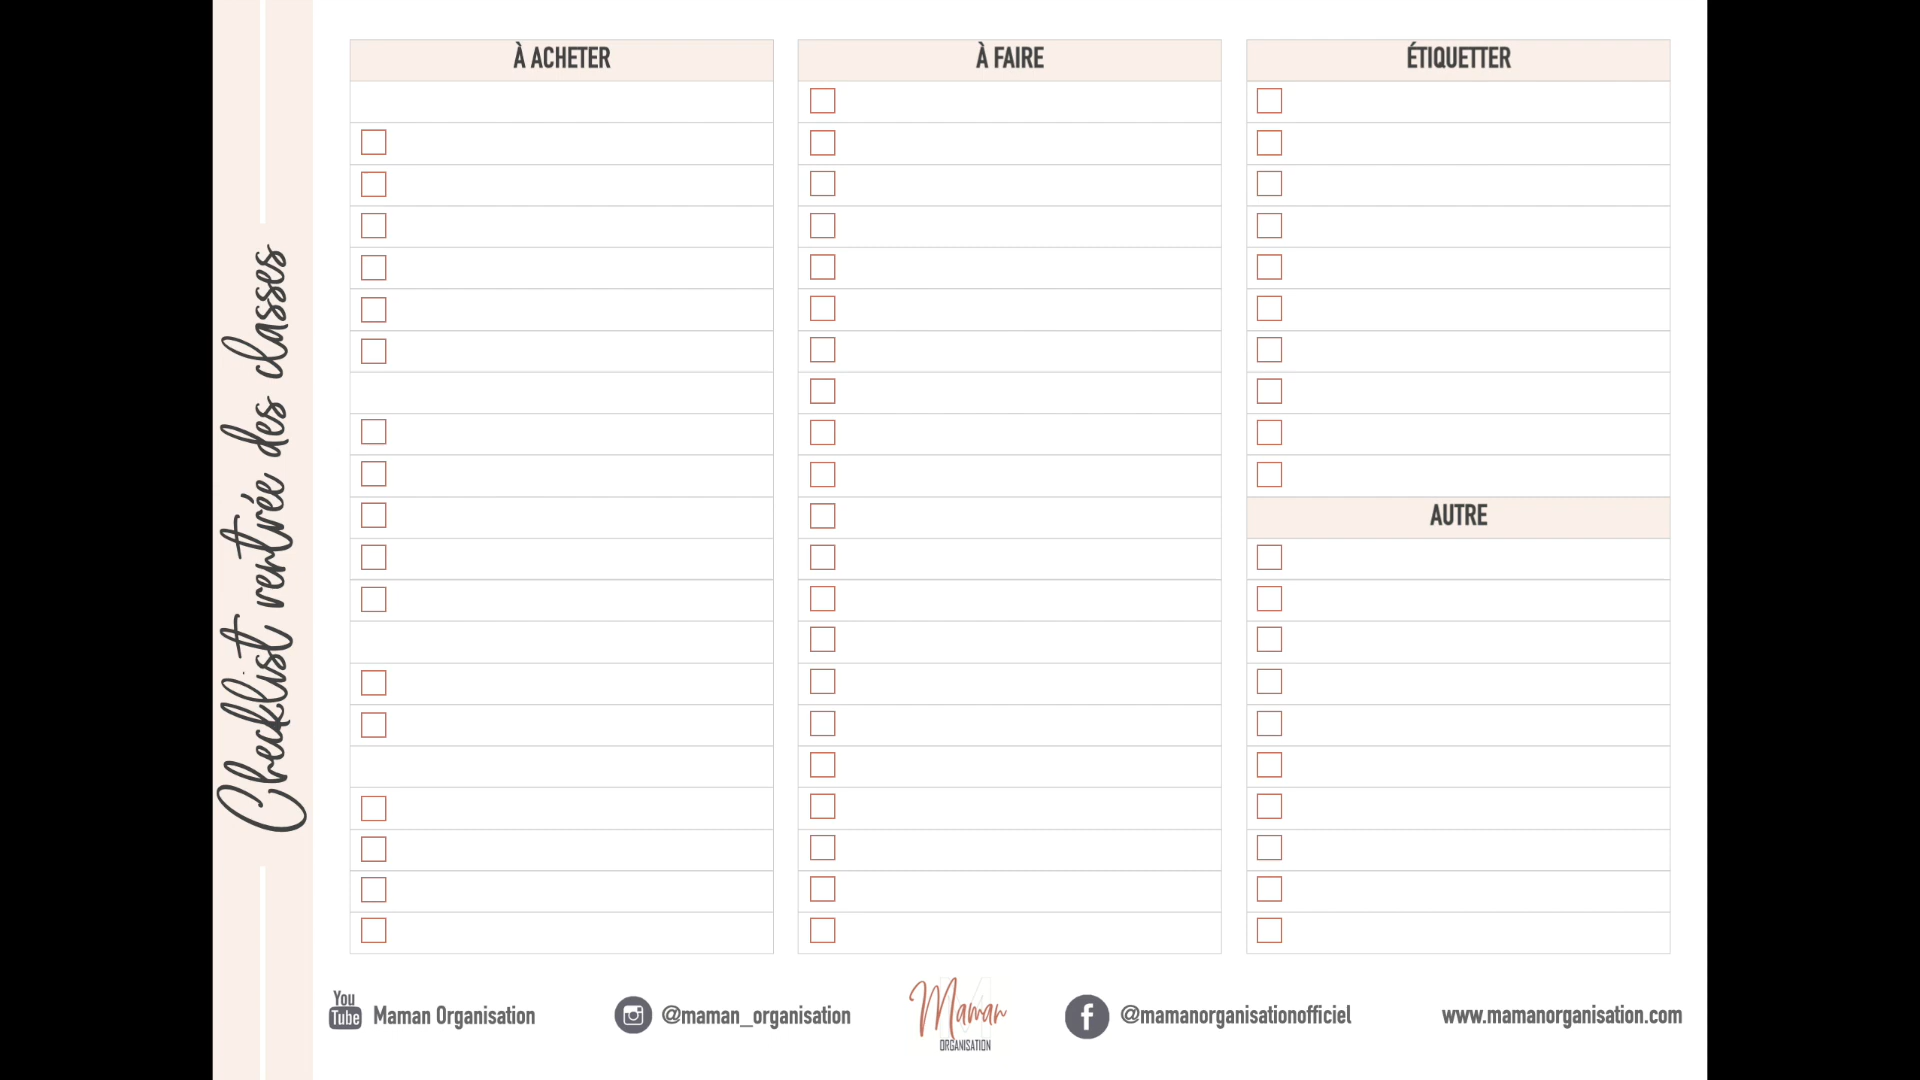 Checklist rentrée des classes
À ACHETER
À FAIRE
ÉTIQUETTER
AUTRE
You
Tube
Maman Organisation
@maman_organisation
Maman
ORGANISATION
@mamanorganisationofficiel
www.mamanorganisation.com